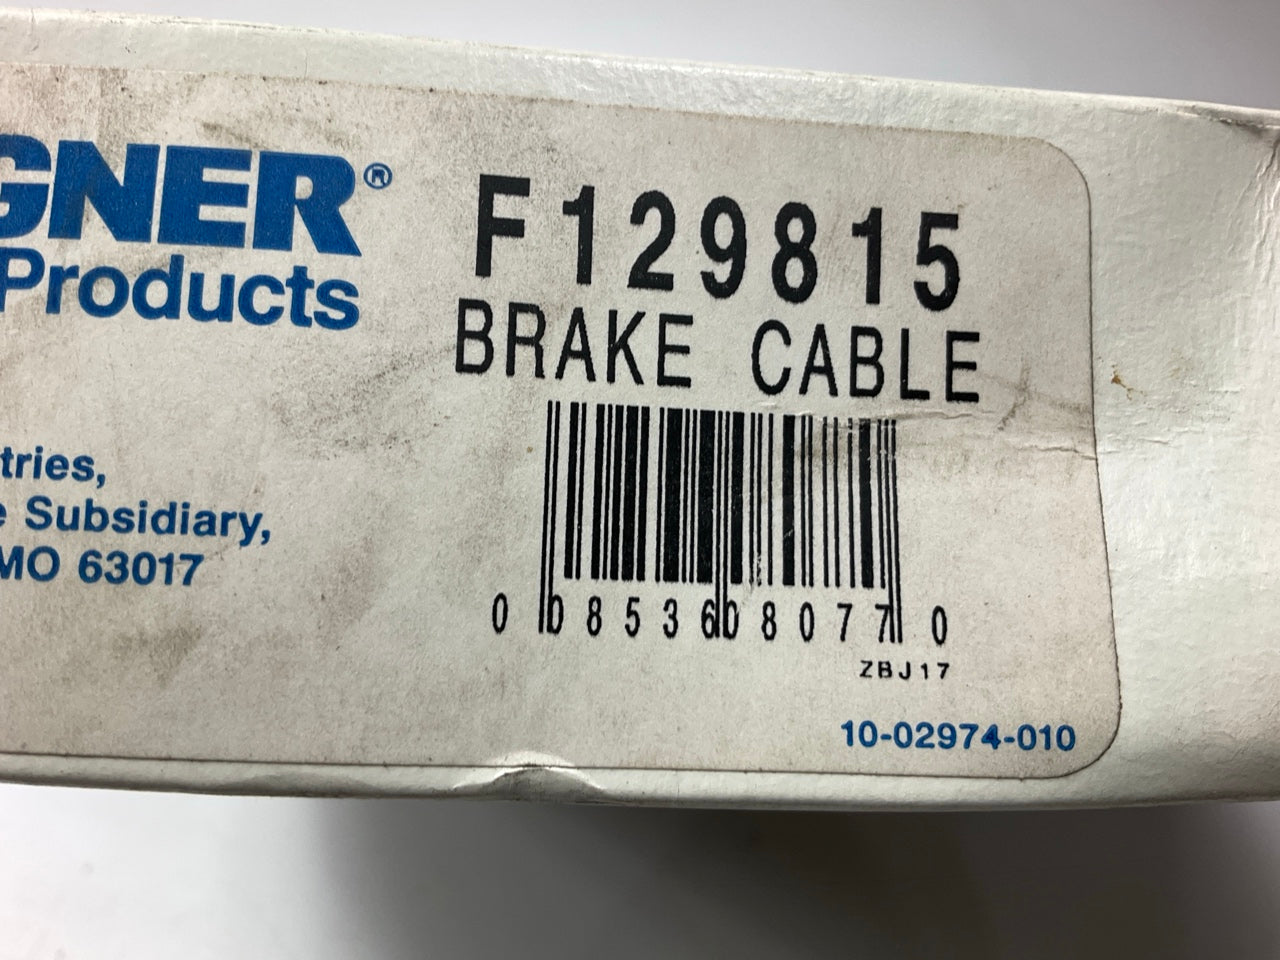 GNER®
Products
F129815
BRAKE CABLE
tries,
e Subsidiary,
MO 63017
0 08536 08077 0
ZBJ17
10-02974-010